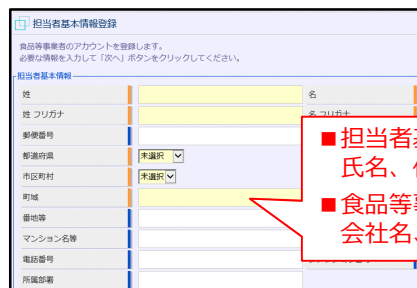 担当者基本情報登録
食品等事業者のアカウントを登録します。
必要な情報を入力して「次へ」ボタンをクリックしてください。
担当者基本情報
姓
名
姓 フリガナ
名 フリガナ
郵便番号
都道府県
未選択
市区町村
未選択
町域
番地等
マンション名等
電話番号
所属部署
■担当者
氏名、
■食品等
会社名、